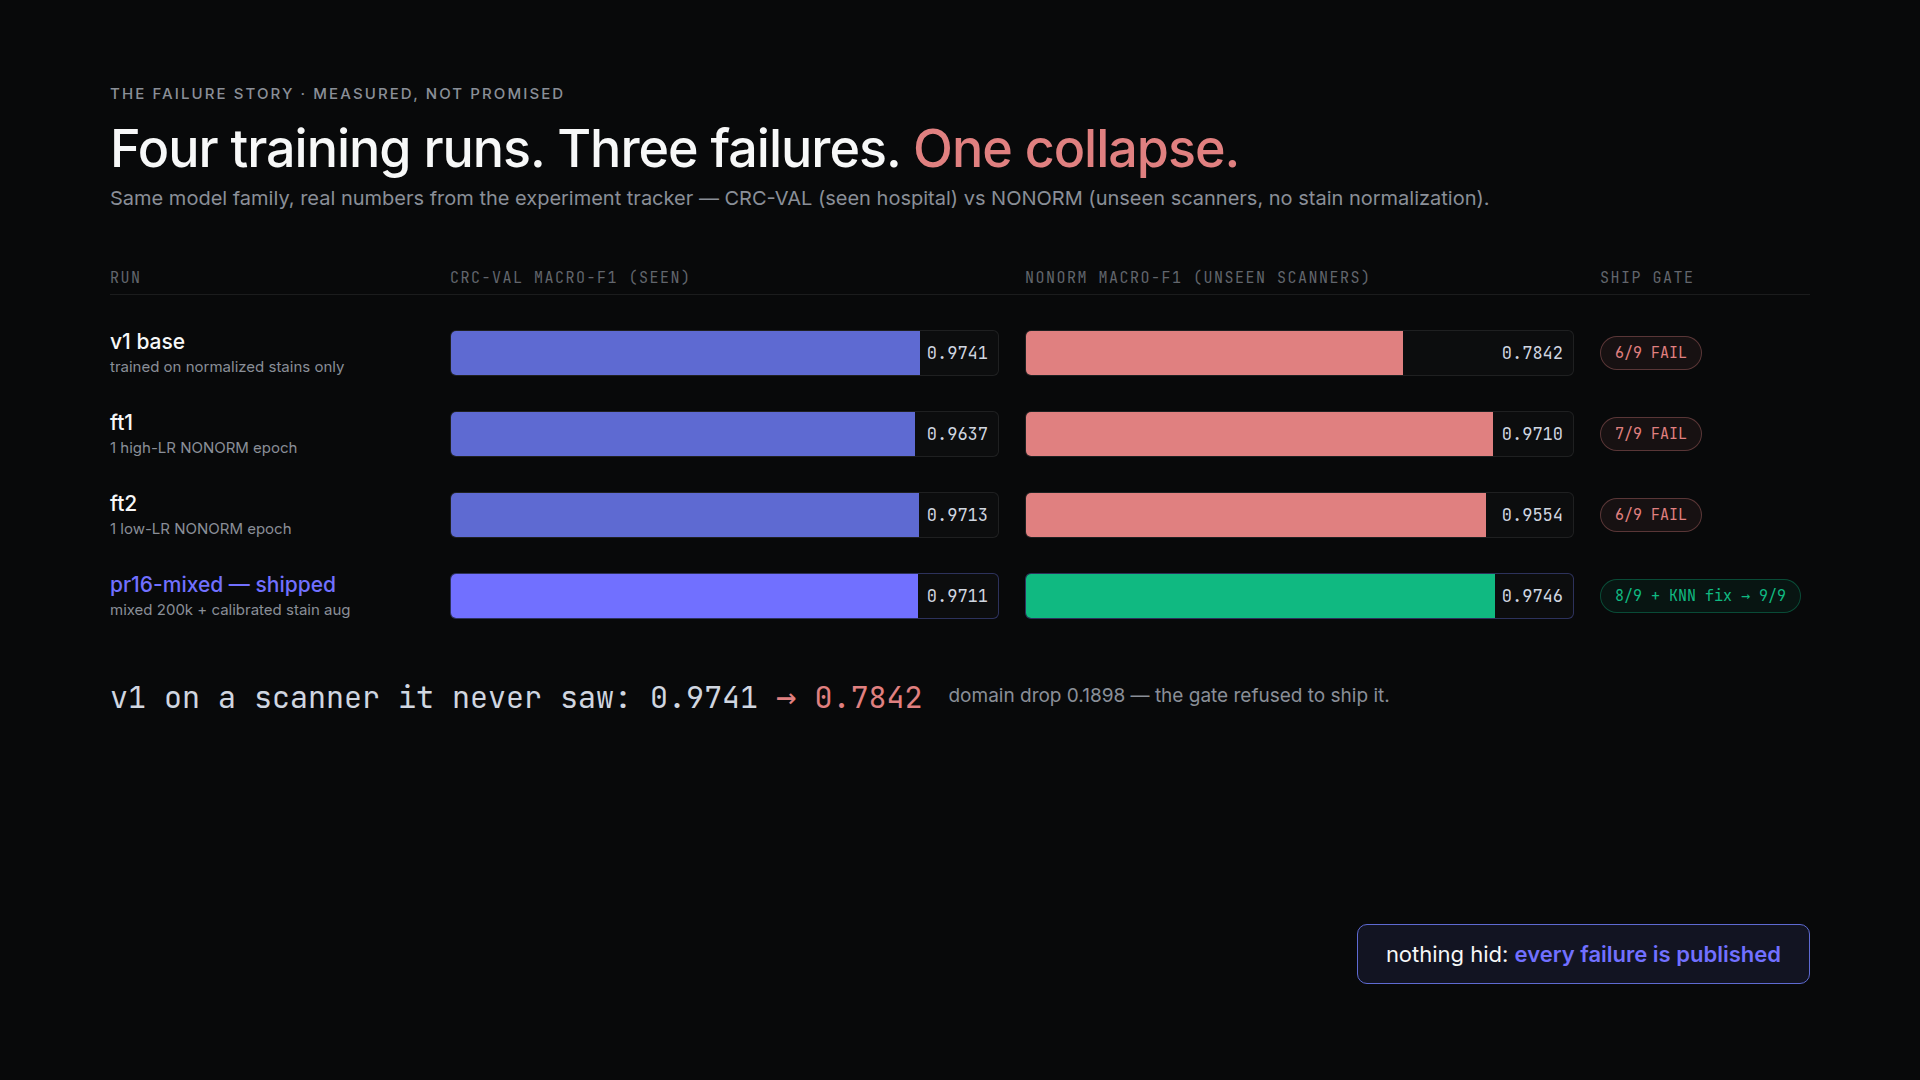 THE FAILURE STORY · MEASURED, NOT PROMISED
Four training runs. Three failures. One collapse.
Same model family, real numbers from the experiment tracker — CRC-VAL (seen hospital) vs NONORM (unseen scanners, no stain normalization).
RUN CRC-VAL MACRO-F1 (SEEN) NONORM MACRO-F1 (UNSEEN SCANNERS) SHIP GATE
v1 base
trained on normalized stains only
0.9741 0.7842 6/9 FAIL
ft1
1 high-LR NONORM epoch
0.9637 0.9710 7/9 FAIL
ft2
1 low-LR NONORM epoch
0.9713 0.9554 6/9 FAIL
pr16-mixed — shipped
mixed 200k + calibrated stain aug
0.9711 0.9746 8/9 + KNN fix → 9/9
v1 on a scanner it never saw: 0.9741 → 0.7842 domain drop 0.1898 — the gate refused to ship it.
nothing hid: every failure is published